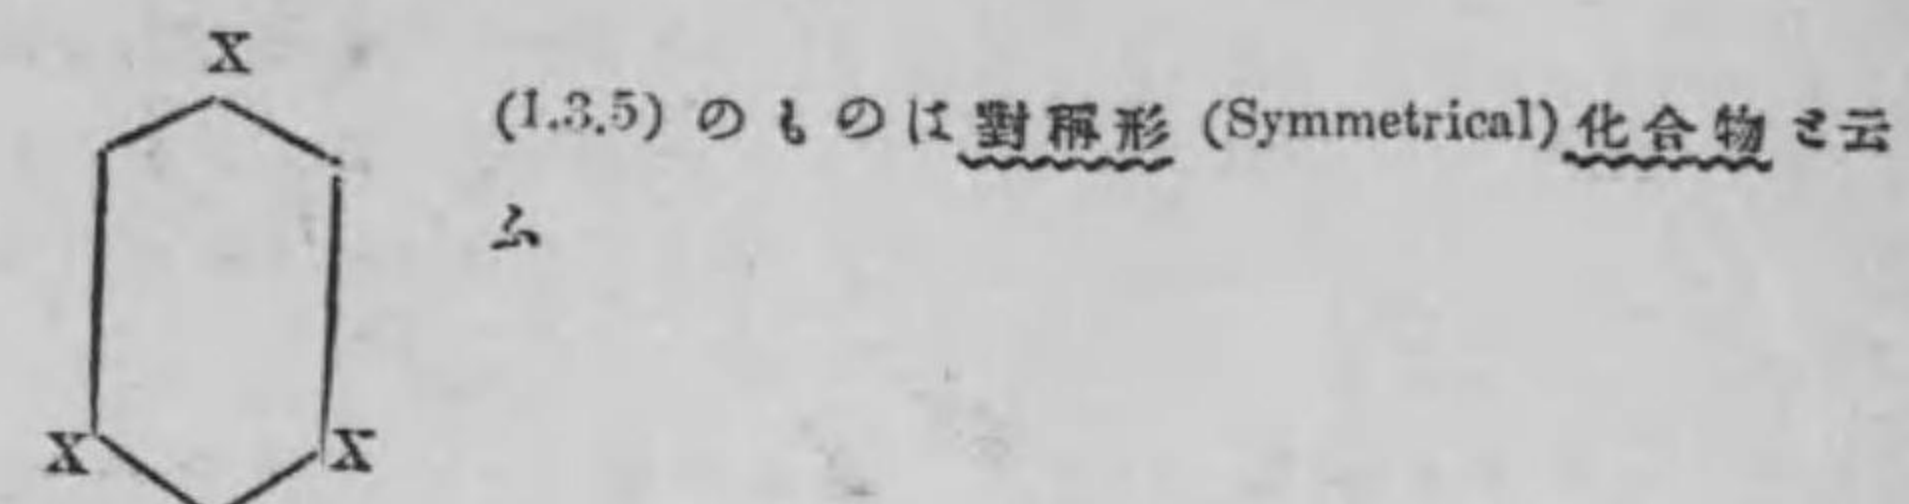 X
(1.3.5) のものは對稱形 (Symmetrical) 化合物と云
ふ
X X